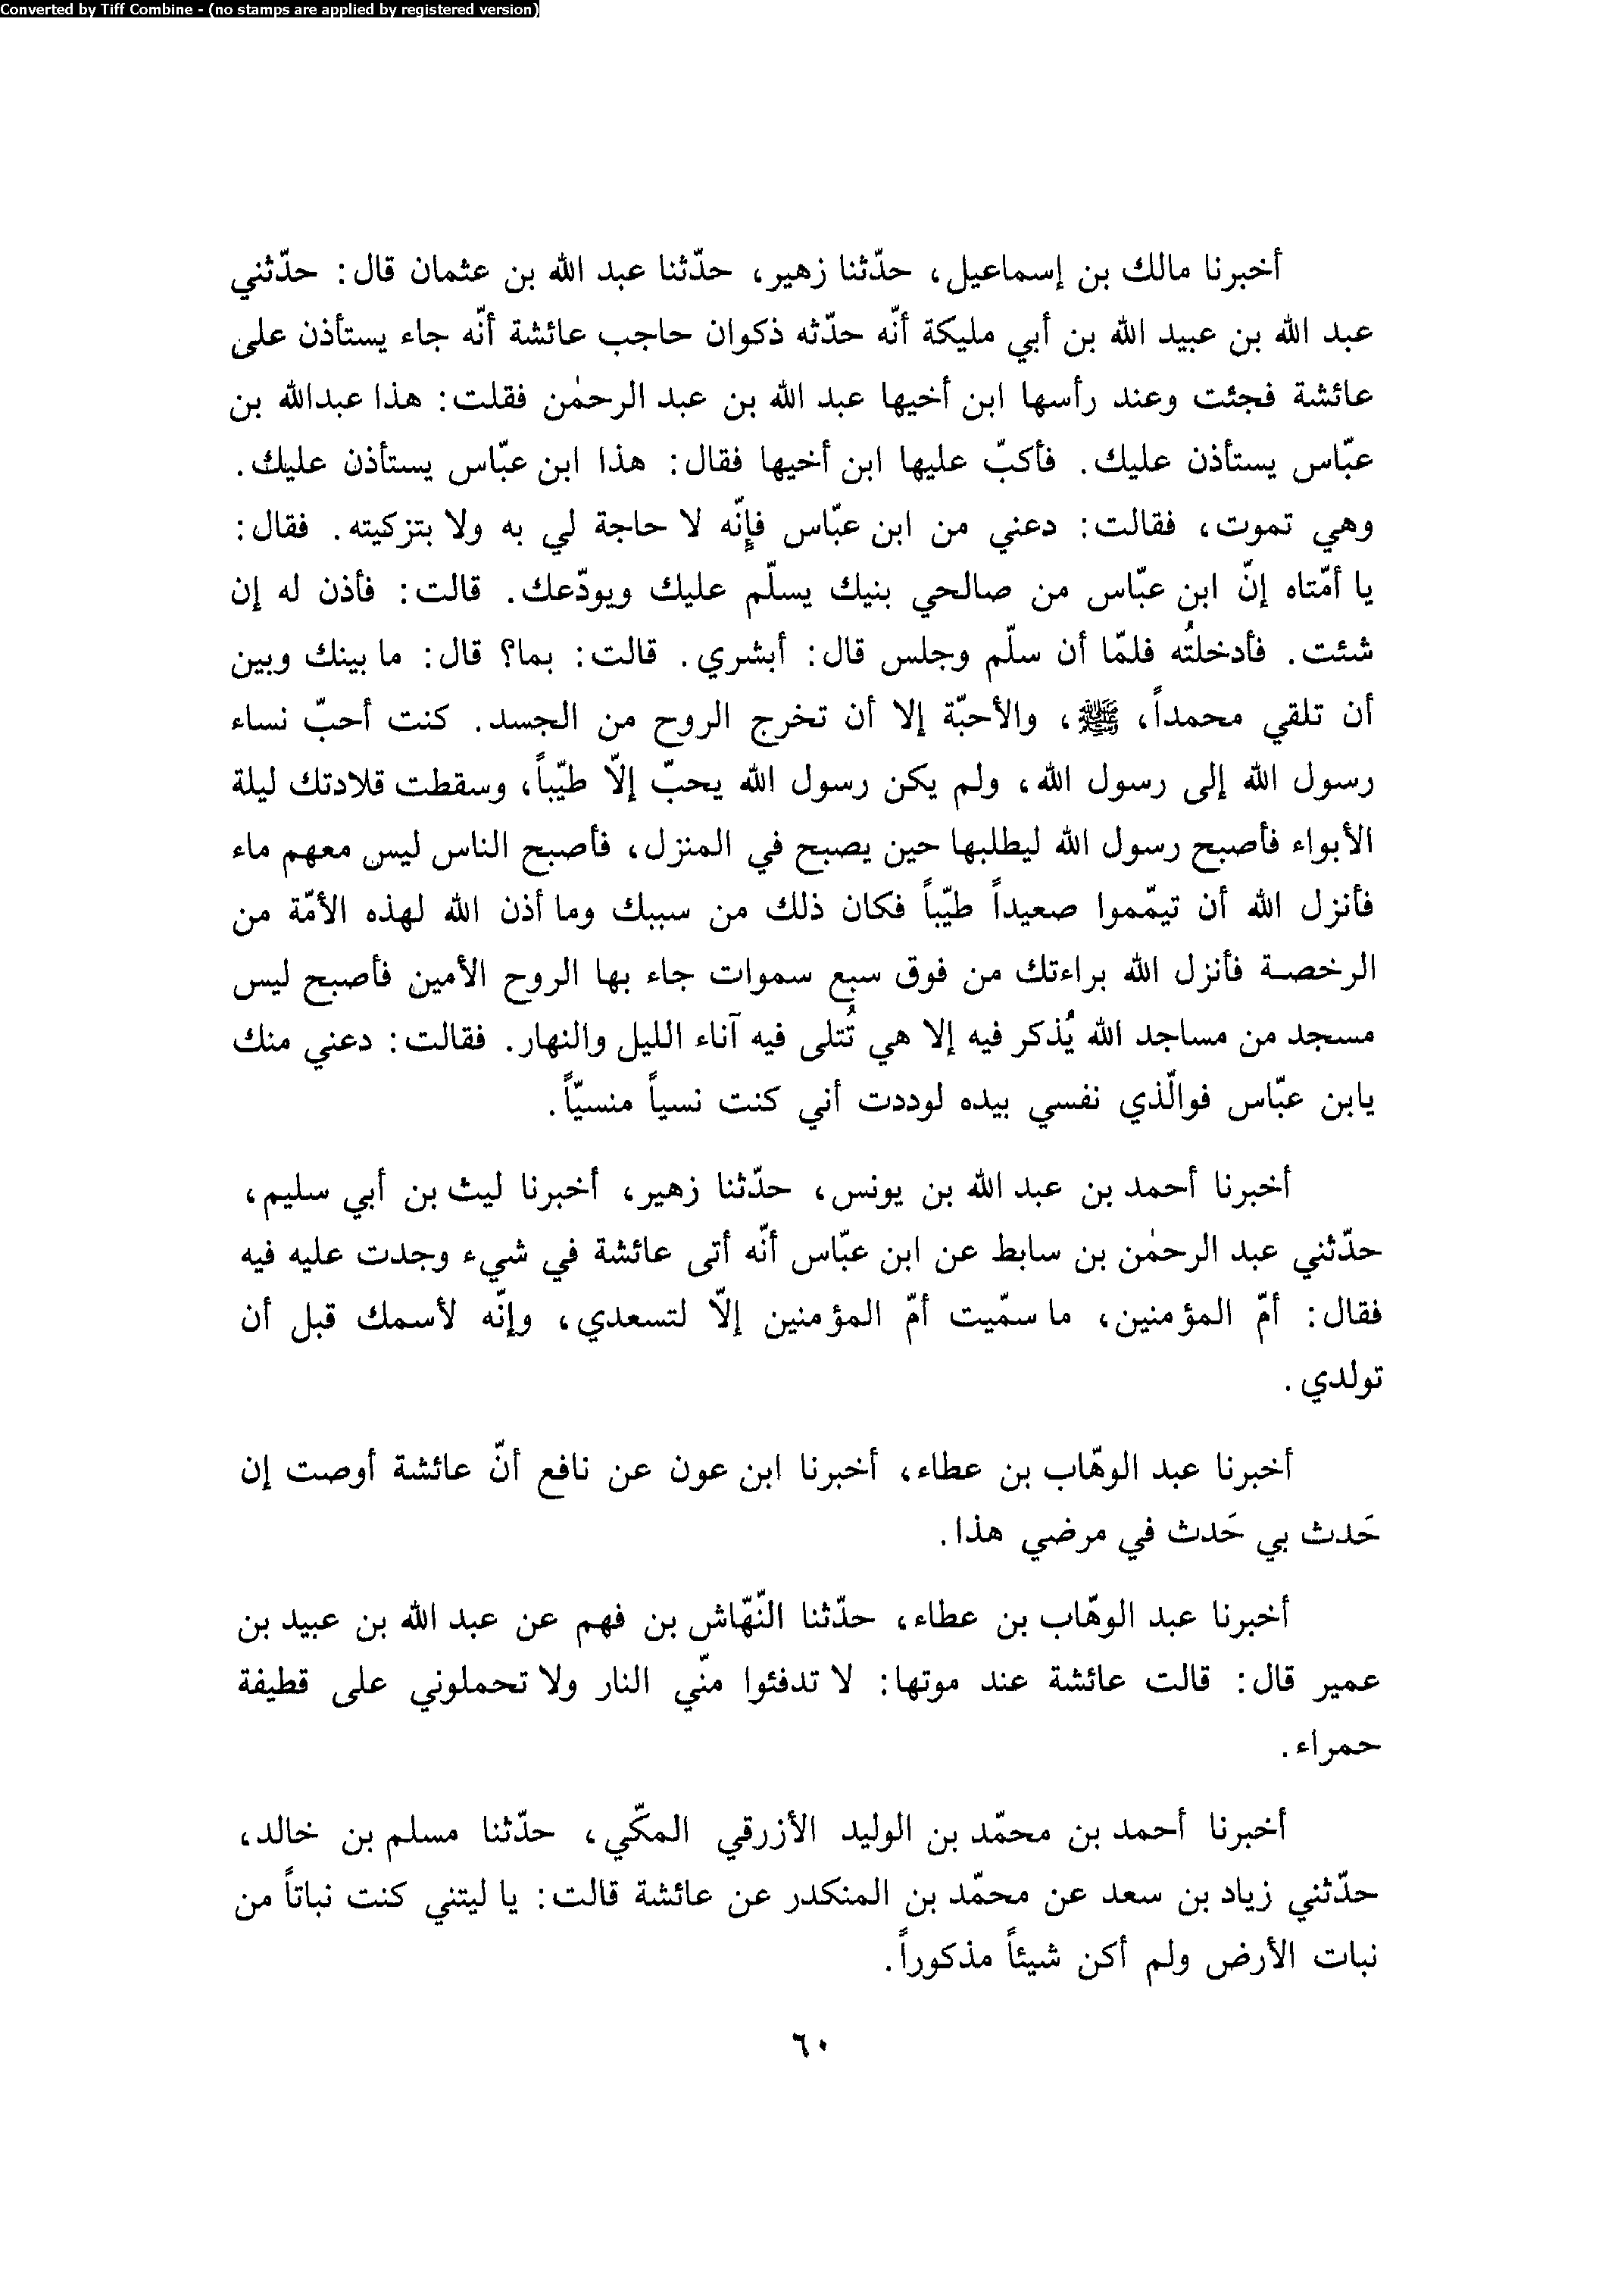 Converted by Tiff Combine - (no stamps are applied by registered version)
أخبرنا مالك بن إسماعيل، حدّثنا زهير، حدّثنا عبد الله بن عثمان قال: حدّثني
عبد الله بن عبيد الله بن أبي مليكة أنّه حدّثه ذكوان حاجب عائشة أنّه جاء يستأذن على
عائشة فجئت وعند رأسها ابن أخيها عبد الله بن عبد الرحمٰن فقلت: هذا عبدالله بن
عبّاس يستأذن عليك. فأكبّ عليها ابن أخيها فقال: هذا ابن عبّاس يستأذن عليك.
وهي تموت، فقالت: دعني من ابن عبّاس فإنّه لا حاجة لي به ولا بتزكيته. فقال:
يا أمّتاه إنّ ابن عبّاس من صالحي بنيك يسلّم عليك ويودّعك. قالت: فأذن له إن
شئت. فأدخلتُه فلمّا أن سلّم وجلس قال: أبشري. قالت: بما؟ قال: ما بينك وبين
أن تلقي محمداً، ﷺ، والأحبّة إلا أن تخرج الروح من الجسد. كنت أحبّ نساء
رسول الله إلى رسول الله، ولم يكن رسول الله يحبّ إلاّ طيّباً، وسقطت قلادتك ليلة
الأبواء فأصبح رسول الله ليطلبها حين يصبح في المنزل، فأصبح الناس ليس معهم ماء
فأنزل الله أن تيمّموا صعيداً طيّباً فكان ذلك من سببك وما أذن الله لهذه الأمّة من
الرخصة فأنزل الله براءتك من فوق سبع سموات جاء بها الروح الأمين فأصبح ليس
مسجد من مساجد الله يُذكر فيه إلا هي تُتلى فيه آناء الليل والنهار. فقالت: دعني منك
يابن عبّاس فوالّذي نفسي بيده لوددت أني كنت نسياً منسيّاً.
أخبرنا أحمد بن عبد الله بن يونس، حدّثنا زهير، أخبرنا ليث بن أبي سليم،
حدّثني عبد الرحمٰن بن سابط عن ابن عبّاس أنّه أتى عائشة في شيء وجدت عليه فيه
فقال: أمّ المؤمنين، ما سمّيت أمّ المؤمنين إلاّ لتسعدي، وإنّه لأسمك قبل أن
تولدي.
أخبرنا عبد الوهّاب بن عطاء، أخبرنا ابن عون عن نافع أنّ عائشة أوصت إن
حَدث بي حَدث في مرضي هذا.
أخبرنا عبد الوهّاب بن عطاء، حدّثنا النّهّاش بن فهم عن عبد الله بن عبيد بن
عمير قال: قالت عائشة عند موتها: لا تدفئوا منّي النار ولا تحملوني على قطيفة
حمراء.
أخبرنا أحمد بن محمّد بن الوليد الأزرقي المكّي، حدّثنا مسلم بن خالد،
حدّثني زياد بن سعد عن محمّد بن المنكدر عن عائشة قالت: يا ليتني كنت نباتاً من
نبات الأرض ولم أكن شيئاً مذكوراً.
٦٠